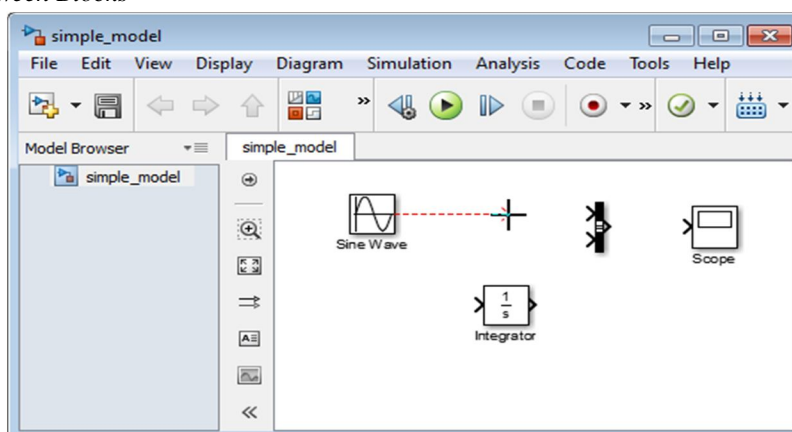 simple_model
File Edit View Display Diagram Simulation Analysis Code Tools Help
»
»
Model Browser
simple_model
simple_model
Sine Wave
Scope
1
s
Integrator
A